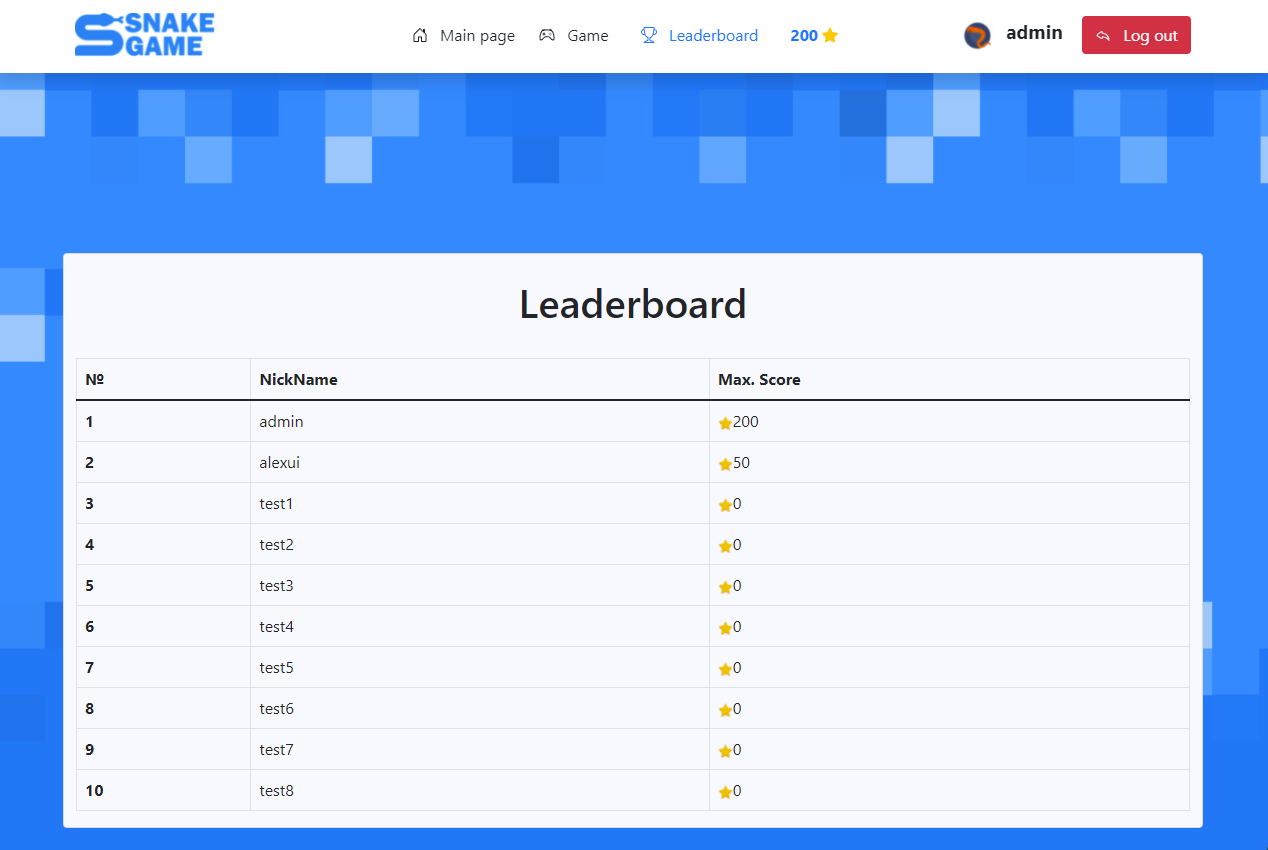 SNAKE
GAME
Main page
Game
Leaderboard
200
admin
Log out
Leaderboard
№ NickName Max. Score
1 admin 200
2 alexui 50
3 test1 0
4 test2 0
5 test3 0
6 test4 0
7 test5 0
8 test6 0
9 test7 0
10 test8 0